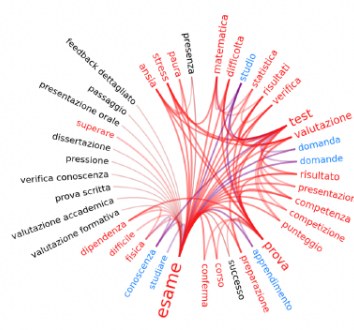 presenza
paura
stress
ansia
matematica
difficolta
studio
statistica
risultati
verifica
test
valutazione
domanda
domande
risultato
presentazione
competenza
competizione
punteggio
prova
apprendimento
preparazione
successo
corso
conferma
esame
studiare
conoscenza
fisica
difficile
dipendenza
valutazione formativa
valutazione accademica
prova scritta
verifica conoscenza
pressione
dissertazione
superare
presentazione orale
passaggio
feedback dettagliato